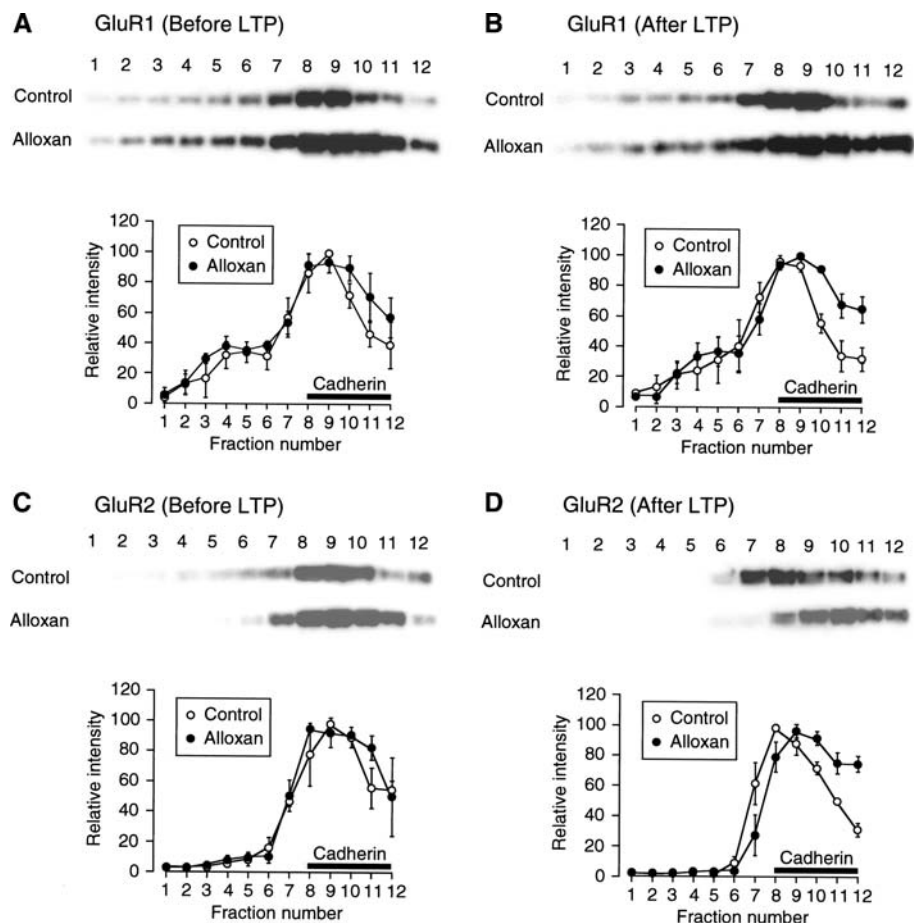 A GluR1 (Before LTP)
1 2 3 4 5 6 7 8 9 10 11 12
Control
Alloxan
120
100
80
60
40
20
0
Relative intensity
Control
Alloxan
Cadherin
1 2 3 4 5 6 7 8 9 10 11 12
Fraction number
B GluR1 (After LTP)
1 2 3 4 5 6 7 8 9 10 11 12
Control
Alloxan
120
100
80
60
40
20
0
Relative intensity
Control
Alloxan
Cadherin
1 2 3 4 5 6 7 8 9 10 11 12
Fraction number
C GluR2 (Before LTP)
1 2 3 4 5 6 7 8 9 10 11 12
Control
Alloxan
120
100
80
60
40
20
0
Relative intensity
Control
Alloxan
Cadherin
1 2 3 4 5 6 7 8 9 10 11 12
Fraction number
D GluR2 (After LTP)
1 2 3 4 5 6 7 8 9 10 11 12
Control
Alloxan
120
100
80
60
40
20
0
Relative intensity
Control
Alloxan
Cadherin
1 2 3 4 5 6 7 8 9 10 11 12
Fraction number